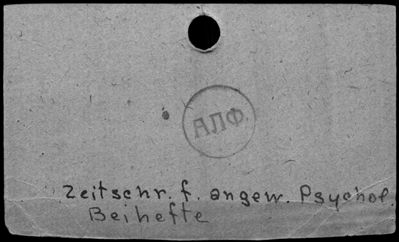 АЛФ.
Zeitschr. f. angew. Psychol.
Beihefte